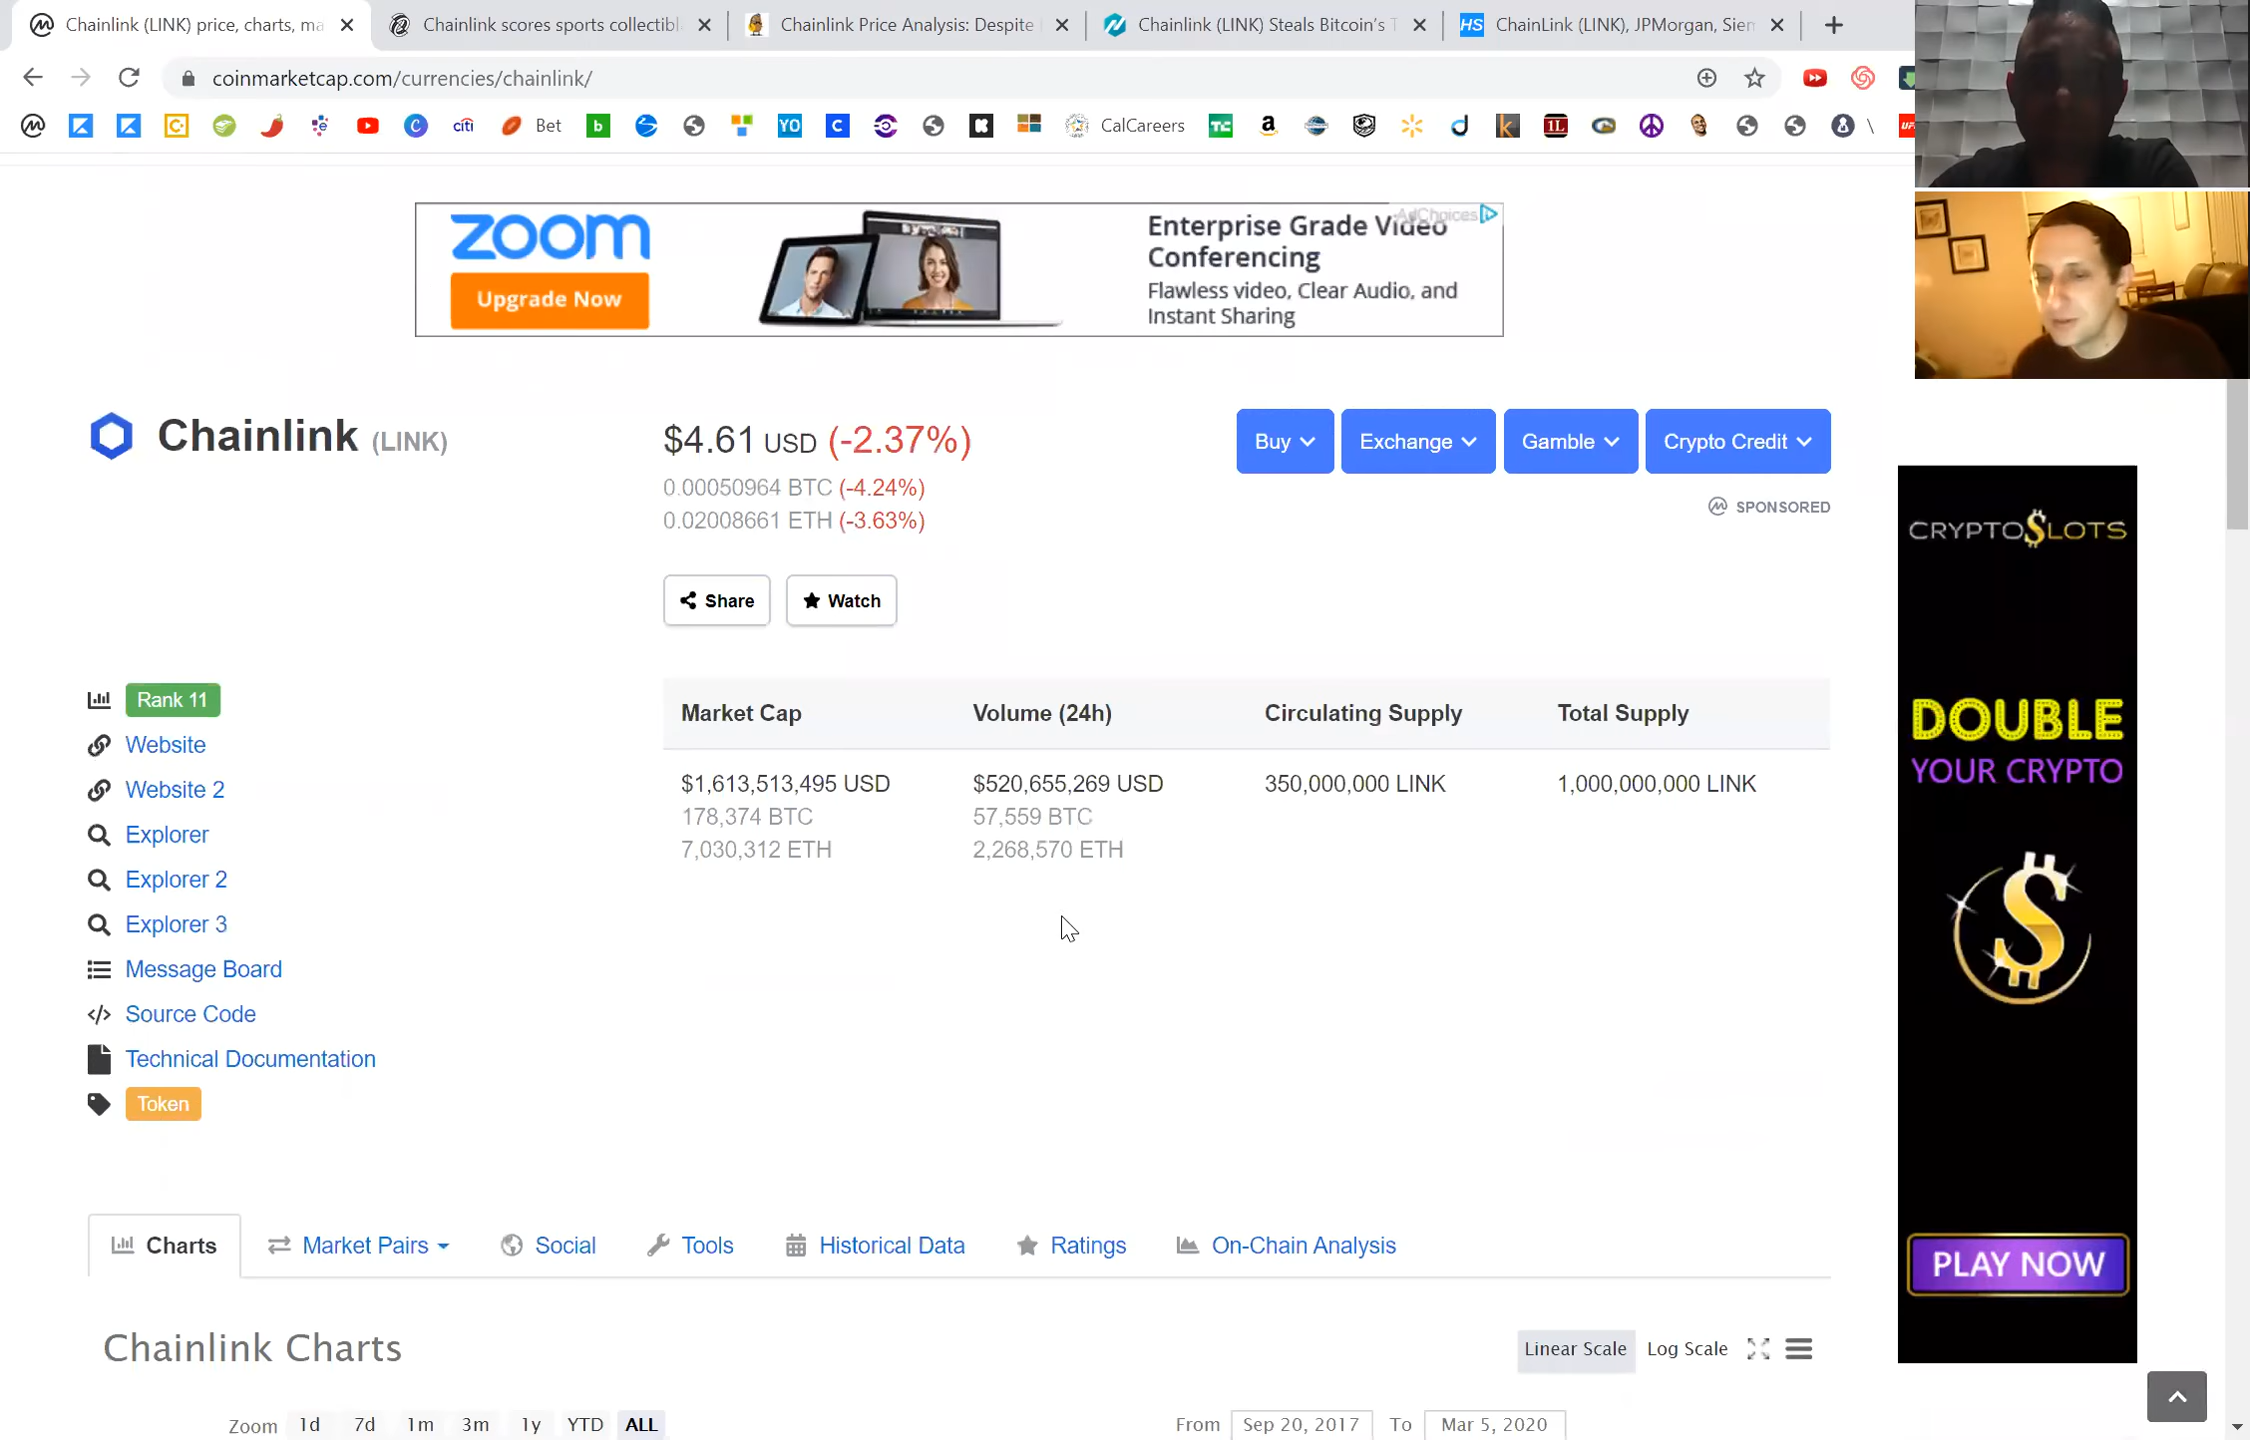 Chainlink (LINK) price, charts, ma
Chainlink scores sports collectibl
Chainlink Price Analysis: Despite
Chainlink (LINK) Steals Bitcoin's T
HS ChainLink (LINK), JPMorgan, Sien
coinmarketcap.com/currencies/chainlink/
citi
Bet
b
YO
C
CalCareers
TC
a
d
k
1L
zoom
Upgrade Now
Enterprise Grade Video
Conferencing
Flawless video, Clear Audio, and
Instant Sharing
AdChoices
Chainlink (LINK)
$4.61 USD (-2.37%)
0.00050964 BTC (-4.24%)
0.02008661 ETH (-3.63%)
Buy
Exchange
Gamble
Crypto Credit
SPONSORED
Share
Watch
Rank 11
Website
Website 2
Explorer
Explorer 2
Explorer 3
Message Board
Source Code
Technical Documentation
Token
Market Cap Volume (24h) Circulating Supply Total Supply
$1,613,513,495 USD $520,655,269 USD 350,000,000 LINK 1,000,000,000 LINK
178,374 BTC 57,559 BTC
7,030,312 ETH 2,268,570 ETH
CRYPTO$LOTS
DOUBLE
YOUR CRYPTO
PLAY NOW
Charts Market Pairs Social Tools Historical Data Ratings On-Chain Analysis
Chainlink Charts
Linear Scale Log Scale
Zoom 1d 7d 1m 3m 1y YTD ALL
From Sep 20, 2017 To Mar 5, 2020